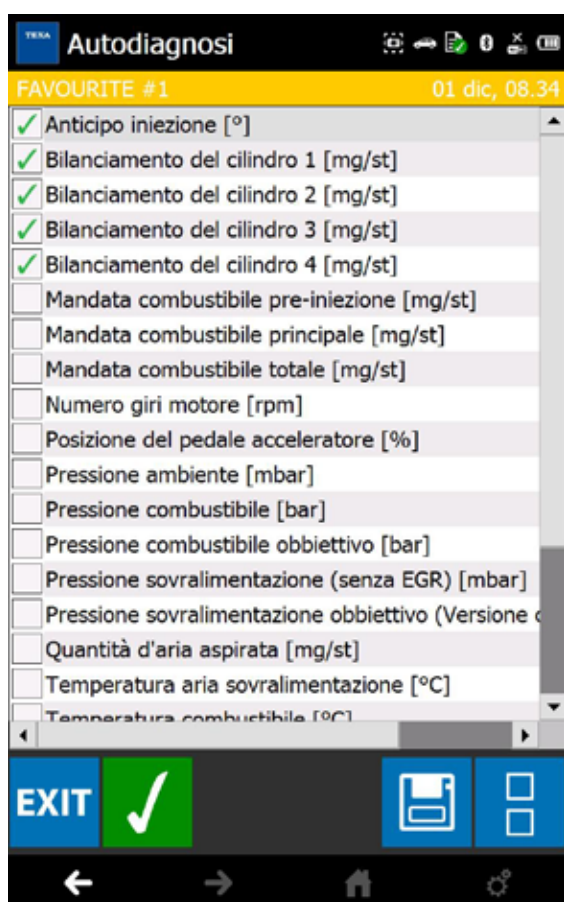 TEXA Autodiagnosi
FAVOURITE #1 01 dic, 08.34
Anticipo iniezione [°]
Bilanciamento del cilindro 1 [mg/st]
Bilanciamento del cilindro 2 [mg/st]
Bilanciamento del cilindro 3 [mg/st]
Bilanciamento del cilindro 4 [mg/st]
Mandata combustibile pre-iniezione [mg/st]
Mandata combustibile principale [mg/st]
Mandata combustibile totale [mg/st]
Numero giri motore [rpm]
Posizione del pedale acceleratore [%]
Pressione ambiente [mbar]
Pressione combustibile [bar]
Pressione combustibile obbiettivo [bar]
Pressione sovralimentazione (senza EGR) [mbar]
Pressione sovralimentazione obbiettivo (Versione
Quantità d'aria aspirata [mg/st]
Temperatura aria sovralimentazione [°C]
Temperatura combustibile [°C]
EXIT